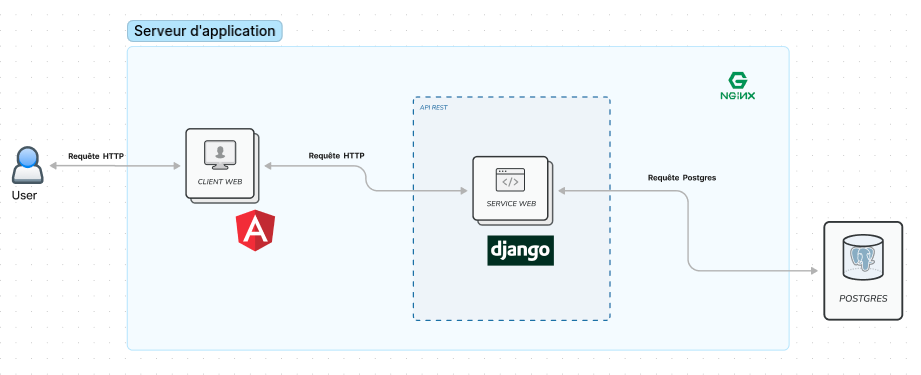 Serveur d'application
NGINX
API REST
Requête HTTP
Requête HTTP
Requête Postgres
CLIENT WEB
SERVICE WEB
User
django
POSTGRES